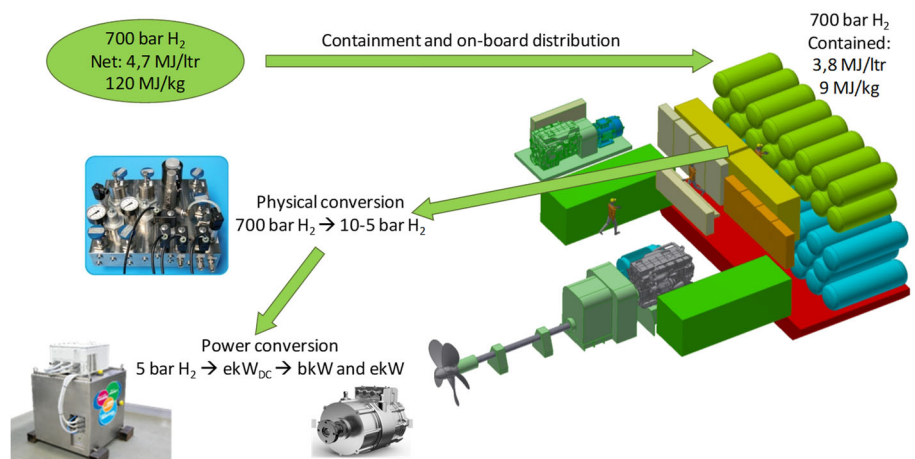 700 bar H₂
Net: 4,7 MJ/ltr
120 MJ/kg
Containment and on-board distribution
700 bar H₂
Contained:
3,8 MJ/ltr
9 MJ/kg
Physical conversion
700 bar H₂ → 10-5 bar H₂
Power conversion
5 bar H₂ → ekW_DC → bkW and ekW